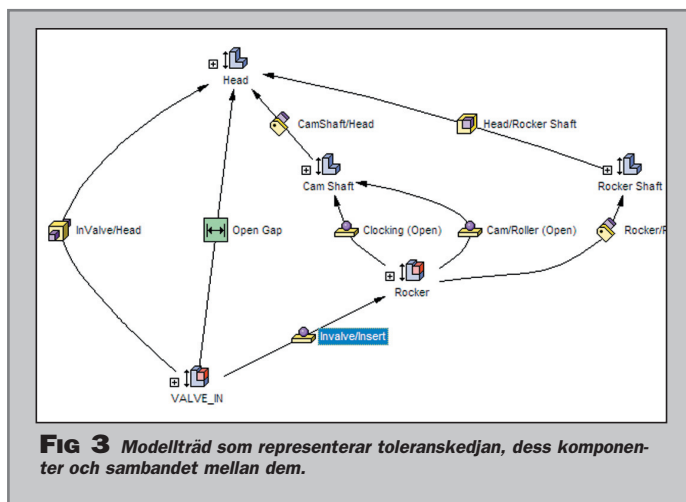 Head
CamShaft/Head
Head/Rocker Shaft
Cam Shaft
Rocker Shaft
InValve/Head
Open Gap
Clocking (Open)
Cam/Roller (Open)
Rocker/
Rocker
Invalve/Insert
VALVE_IN
FIG 3 Modellträd som representerar toleranskedjan, dess komponen-
ter och sambandet mellan dem.